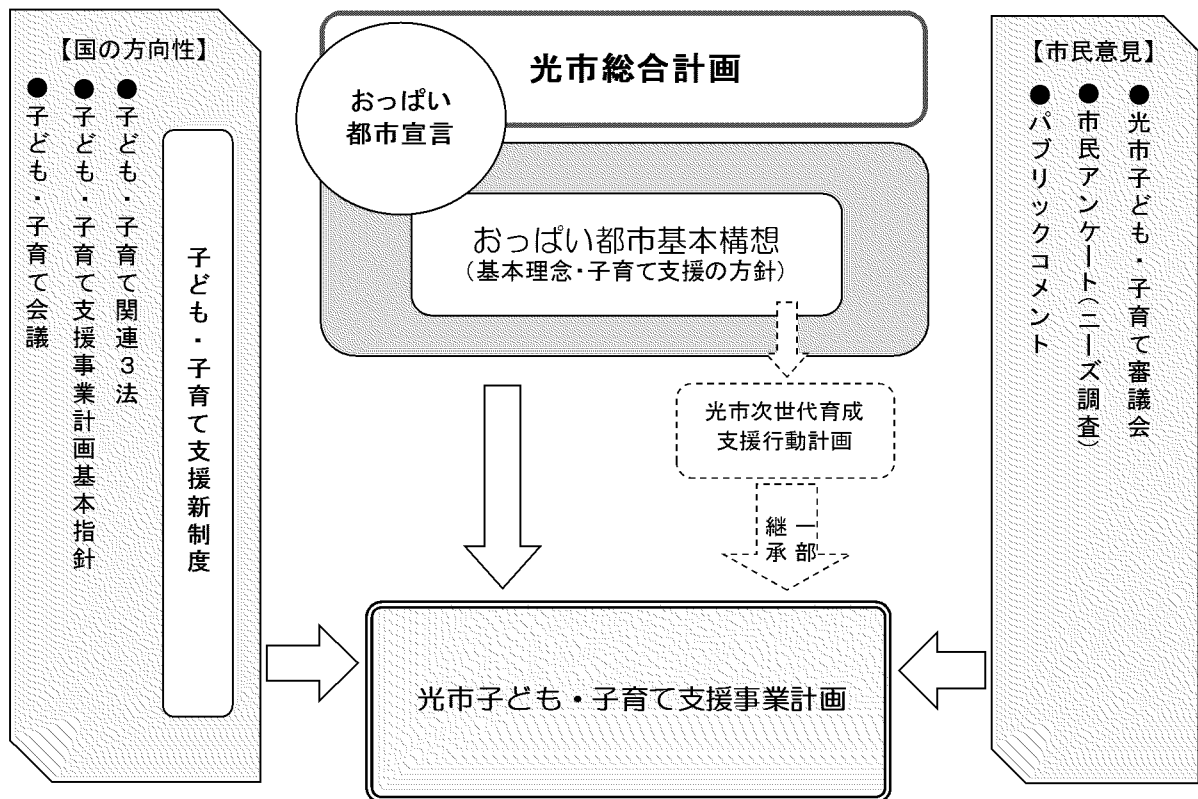 【国の方向性】
●子ども・子育て関連３法
●子ども・子育て支援事業計画基本指針
●子ども・子育て会議
子ども・子育て支援新制度
光市総合計画
おっぱい
都市宣言
おっぱい都市基本構想
（基本理念・子育て支援の方針）
光市次世代育成
支援行動計画
一部
継承
光市子ども・子育て支援事業計画
【市民意見】
●光市子ども・子育て審議会
●市民アンケート（ニーズ調査）
●パブリックコメント